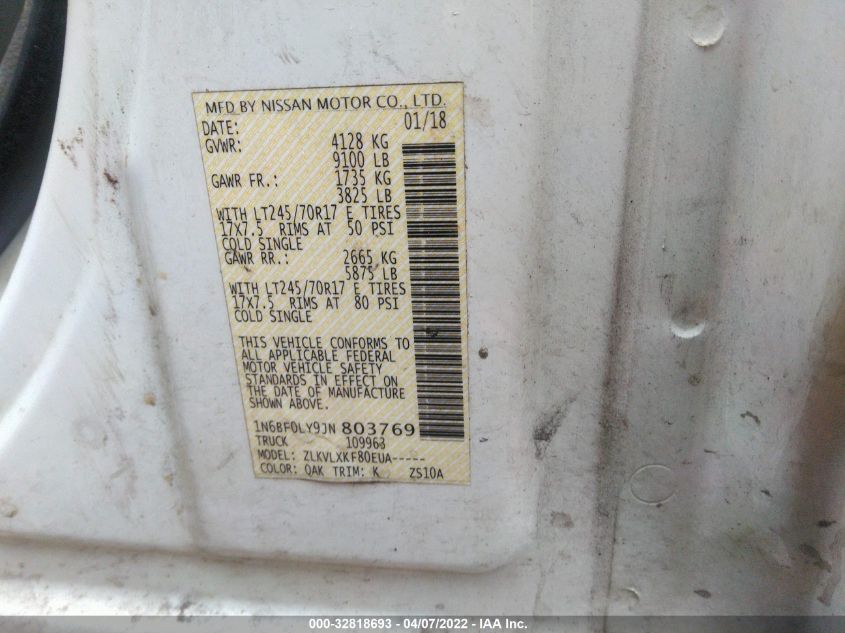 MFD BY NISSAN MOTOR CO., LTD.
DATE: 01/18
GVWR: 4128 KG
9100 LB
GAWR FR.: 1735 KG
3825 LB
WITH LT245/70R17 E TIRES
17X7.5 RIMS AT 50 PSI
COLD SINGLE
GAWR RR.: 2665 KG
5875 LB
WITH LT245/70R17 E TIRES
17X7.5 RIMS AT 80 PSI
COLD SINGLE
THIS VEHICLE CONFORMS TO
ALL APPLICABLE FEDERAL
MOTOR VEHICLE SAFETY
STANDARDS IN EFFECT ON
THE DATE OF MANUFACTURE
SHOWN ABOVE.
1N6BF0LY9JN 803769
TRUCK 109963
MODEL: ZLKVLXKF80EUA-----
COLOR: QAK TRIM: K ZS10A
000-32818693 - 04/07/2022 - IAA Inc.